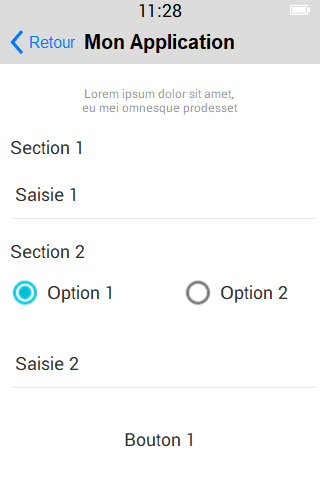 11:28
Retour Mon Application
Lorem ipsum dolor sit amet,
eu mei omnesque prodesset
Section 1
Saisie 1
Section 2
Option 1 Option 2
Saisie 2
Bouton 1